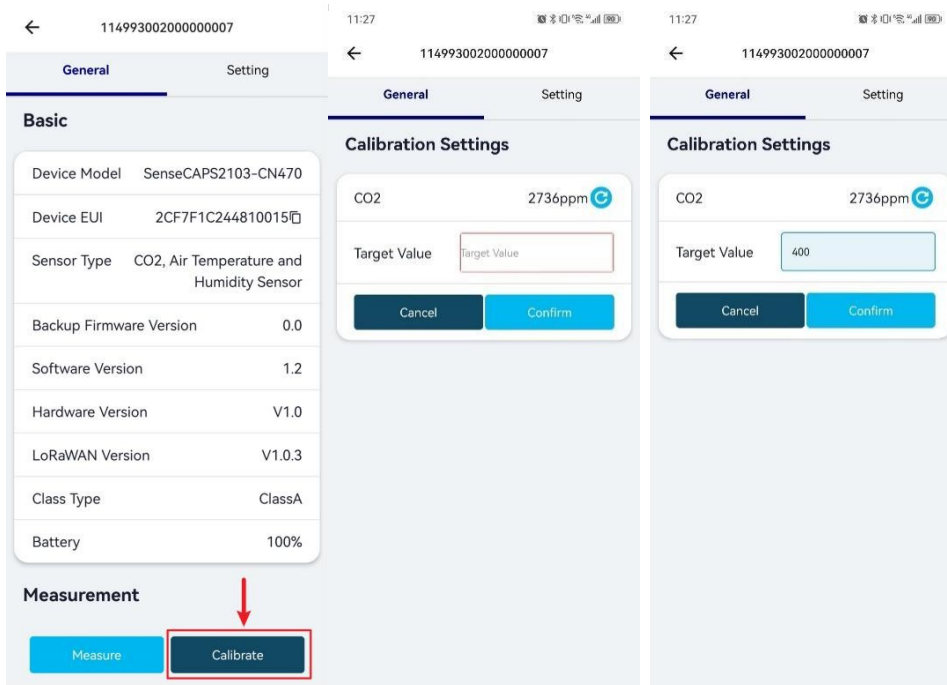 114993002000000007
General Setting
Basic
Device Model SenseCAPS2103-CN470
Device EUI 2CF7F1C244810015
Sensor Type CO2, Air Temperature and
Humidity Sensor
Backup Firmware Version 0.0
Software Version 1.2
Hardware Version V1.0
LoRaWAN Version V1.0.3
Class Type ClassA
Battery 100%
Measurement
Measure Calibrate
11:27 90
114993002000000007
General Setting
Calibration Settings
CO2 2736ppm
Target Value Target Value
Cancel Confirm
11:27 90
114993002000000007
General Setting
Calibration Settings
CO2 2736ppm
Target Value 400
Cancel Confirm